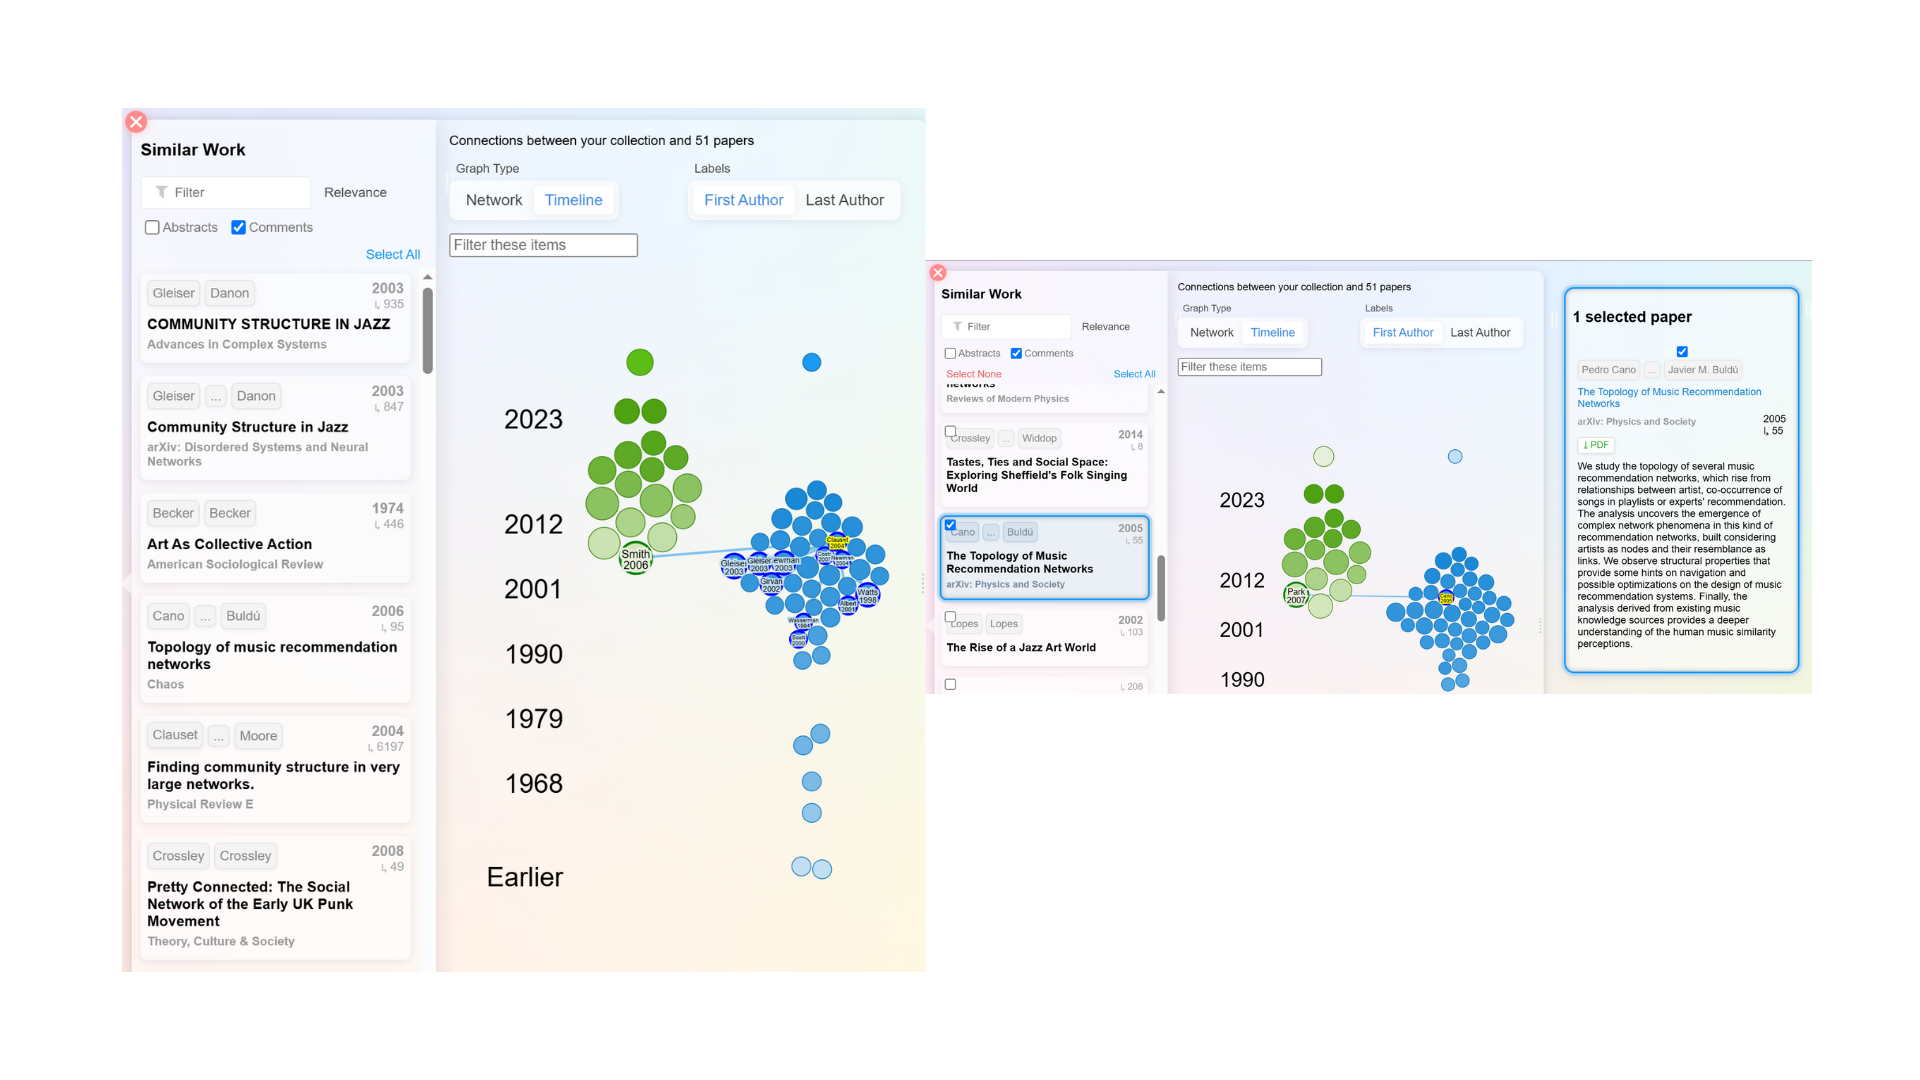 Similar Work
Filter
Relevance
Abstracts
Comments
Select All
Gleiser Danon 2003
935
COMMUNITY STRUCTURE IN JAZZ
Advances in Complex Systems
Gleiser ... Danon 2003
847
Community Structure in Jazz
arXiv: Disordered Systems and Neural
Networks
Becker Becker 1974
446
Art As Collective Action
American Sociological Review
Cano ... Buldú 2006
95
Topology of music recommendation
networks
Chaos
Clauset ... Moore 2004
6197
Finding community structure in very
large networks.
Physical Review E
Crossley Crossley 2008
49
Pretty Connected: The Social
Network of the Early UK Punk
Movement
Theory, Culture & Society
Connections between your collection and 51 papers
Graph Type
Labels
Network Timeline
First Author Last Author
Filter these items
2023
2012
2001
1990
1979
1968
Earlier
Smith
2006
Gleiser
2003
Gleiser
2003
ewman
2003
Girvan
2002
Clauset
2004
Newman
2004
Watts
1998
Albert
2001
Wasserman
1994
Scott
Similar Work
Filter
Relevance
Abstracts
Comments
Select None
Select All
networks
Reviews of Modern Physics
Crossley ... Widdop 2014
8
Tastes, Ties and Social Space:
Exploring Sheffield's Folk Singing
World
Cano ... Buldú 2005
55
The Topology of Music
Recommendation Networks
arXiv: Physics and Society
Lopes Lopes 2002
103
The Rise of a Jazz Art World
208
Connections between your collection and 51 papers
Graph Type
Labels
Network Timeline
First Author Last Author
Filter these items
2023
2012
2001
1990
Park
2007
Cano
2005
1 selected paper
Pedro Cano ... Javier M. Buldú
The Topology of Music Recommendation
Networks
arXiv: Physics and Society
2005
55
PDF
We study the topology of several music
recommendation networks, which rise from
relationships between artist, co-occurrence of
songs in playlists or experts' recommendation.
The analysis uncovers the emergence of
complex network phenomena in this kind of
recommendation networks, built considering
artists as nodes and their resemblance as
links. We observe structural properties that
provide some hints on navigation and
possible optimizations on the design of music
recommendation systems. Finally, the
analysis derived from existing music
knowledge sources provides a deeper
understanding of the human music similarity
perceptions.